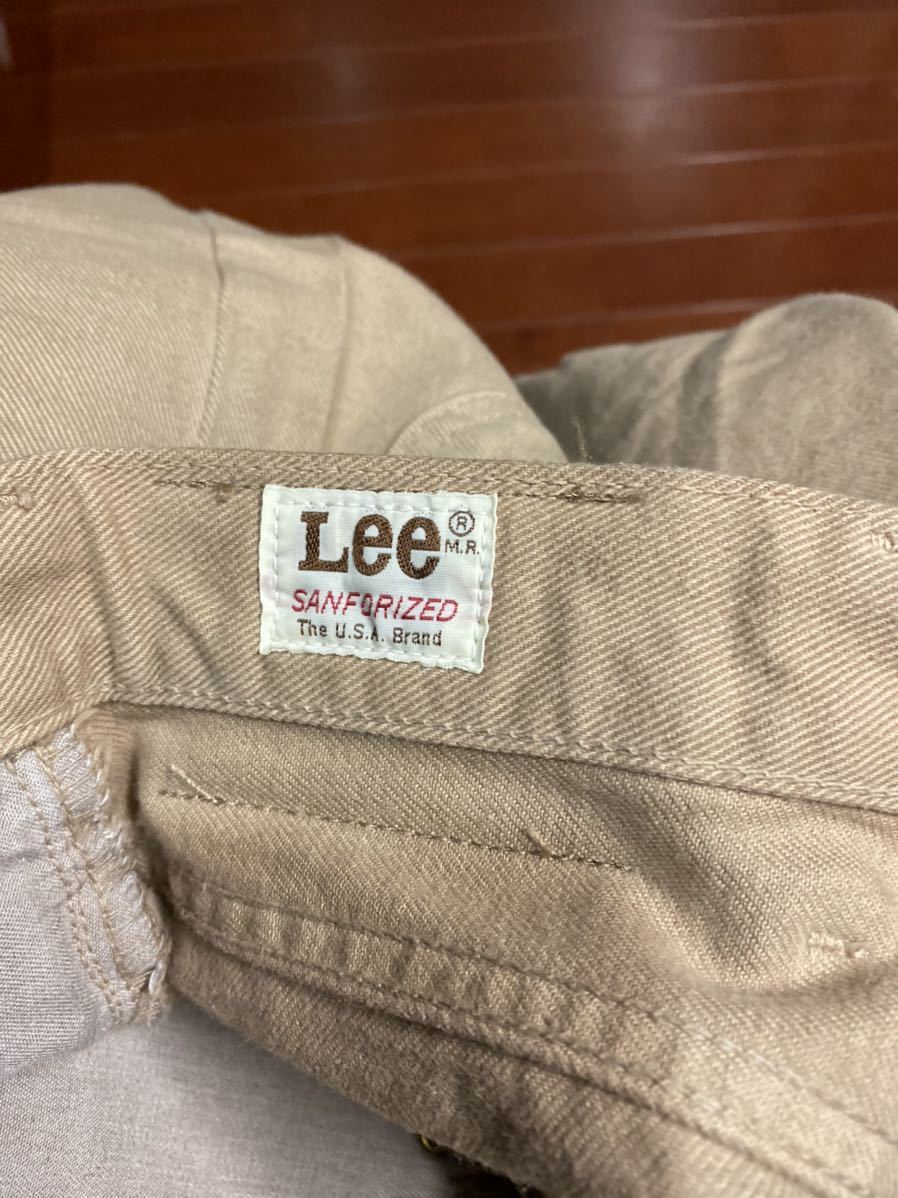 Lee ® M.R.
SANFORIZED
The U.S.A. Brand